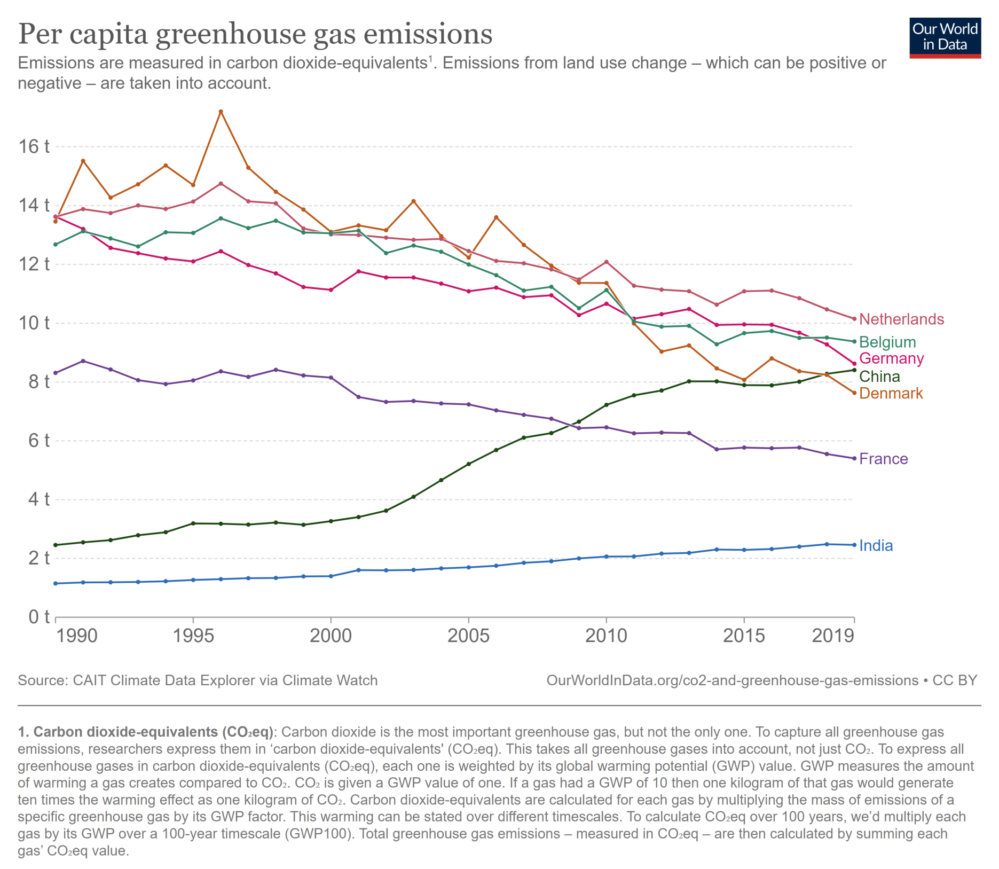 Per capita greenhouse gas emissions
Our World
in Data
Emissions are measured in carbon dioxide-equivalents¹. Emissions from land use change – which can be positive or
negative – are taken into account.
16 t
14 t
12 t
10 t
8 t
6 t
4 t
2 t
0 t
Netherlands
Belgium
Germany
China
Denmark
France
India
1990
1995
2000
2005
2010
2015
2019
Source: CAIT Climate Data Explorer via Climate Watch
OurWorldInData.org/co2-and-greenhouse-gas-emissions • CC BY
1. Carbon dioxide-equivalents (CO₂eq): Carbon dioxide is the most important greenhouse gas, but not the only one. To capture all greenhouse gas
emissions, researchers express them in ‘carbon dioxide-equivalents' (CO₂eq). This takes all greenhouse gases into account, not just CO₂. To express all
greenhouse gases in carbon dioxide-equivalents (CO₂eq), each one is weighted by its global warming potential (GWP) value. GWP measures the amount
of warming a gas creates compared to CO₂. CO₂ is given a GWP value of one. If a gas had a GWP of 10 then one kilogram of that gas would generate
ten times the warming effect as one kilogram of CO₂. Carbon dioxide-equivalents are calculated for each gas by multiplying the mass of emissions of a
specific greenhouse gas by its GWP factor. This warming can be stated over different timescales. To calculate CO₂eq over 100 years, we’d multiply each
gas by its GWP over a 100-year timescale (GWP100). Total greenhouse gas emissions – measured in CO₂eq – are then calculated by summing each
gas’ CO₂eq value.